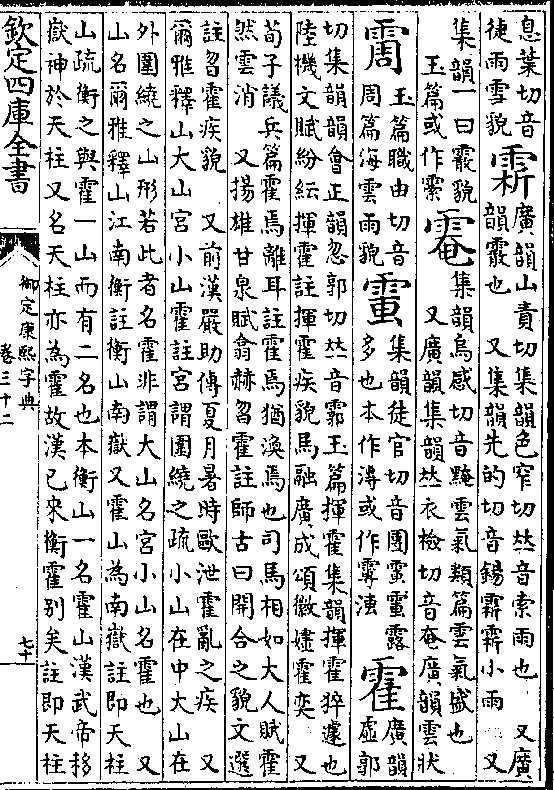 息葉切音
徢雨雪貌
廣韻山責切集韻色窄切𠀤音索雨也 又廣
韻霰也 又集韻先的切音錫小雨 又
集韻一曰霰貌
玉篇或作
䨄
集韻烏感切音黤雲氣類篇雲氣盛也
又廣韻集韻𠀤衣檢切音奄廣韻雲狀
霌
玉篇職由切音
周篇海雲雨貌
集韻徒官切音團露
多也本作漙或作
霍
廣韻
虛郭
切集韻韻會正韻忽郭切𠀤音霩玉篇揮霍集韻揮霍猝遽也
陸機文賦紛紜揮霍註揮霍疾貌馬融廣成頌徽嫿霍奕 又
荀子議兵篇霍焉離耳註霍焉猶渙焉也司馬相如大人賦霍
然雲消 又揚雄甘泉賦翕赫曶霍註師古曰開合之貌文選
註曶霍疾貌 又前漢嚴助傳夏月暑時歐泄霍亂之疾 又
爾雅釋山大山宮小山霍註宮謂圍繞之疏小山在中大山在
外圍繞之山形若此者名霍非謂大山名宮小山名霍也 又
山名爾雅釋山江南衡註衡山南嶽又霍山為南嶽註即天柱
山疏衡之與霍一山而有二名也本衡山一名霍山漢武帝移
嶽神於天柱又名天柱亦為霍故漢已來衡霍别矣註即天柱
欽定四庫全書
御定康熙字典
卷三十二
七十